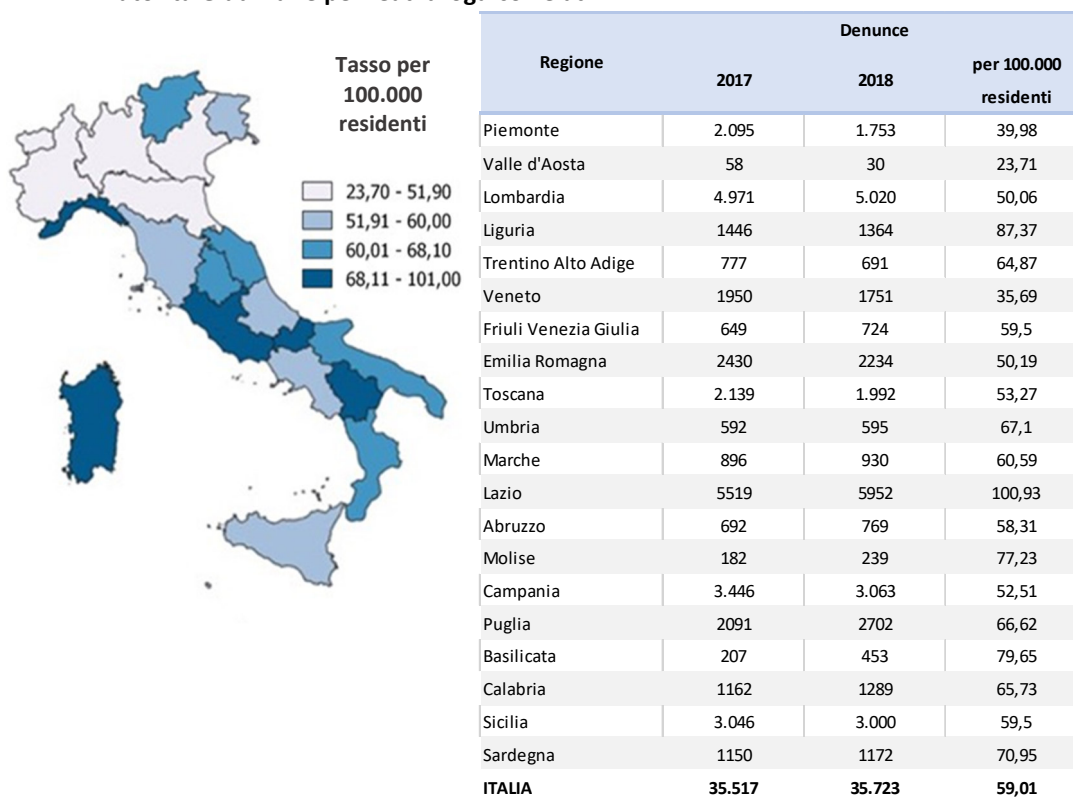 Tasso per
100.000
residenti
23,70 - 51,90
51,91 - 60,00
60,01 - 68,10
68,11 - 101,00
Denunce
Regione 2017 2018 per 100.000 residenti
Piemonte 2.095 1.753 39,98
Valle d'Aosta 58 30 23,71
Lombardia 4.971 5.020 50,06
Liguria 1446 1364 87,37
Trentino Alto Adige 777 691 64,87
Veneto 1950 1751 35,69
Friuli Venezia Giulia 649 724 59,5
Emilia Romagna 2430 2234 50,19
Toscana 2.139 1.992 53,27
Umbria 592 595 67,1
Marche 896 930 60,59
Lazio 5519 5952 100,93
Abruzzo 692 769 58,31
Molise 182 239 77,23
Campania 3.446 3.063 52,51
Puglia 2091 2702 66,62
Basilicata 207 453 79,65
Calabria 1162 1289 65,73
Sicilia 3.046 3.000 59,5
Sardegna 1150 1172 70,95
ITALIA 35.517 35.723 59,01